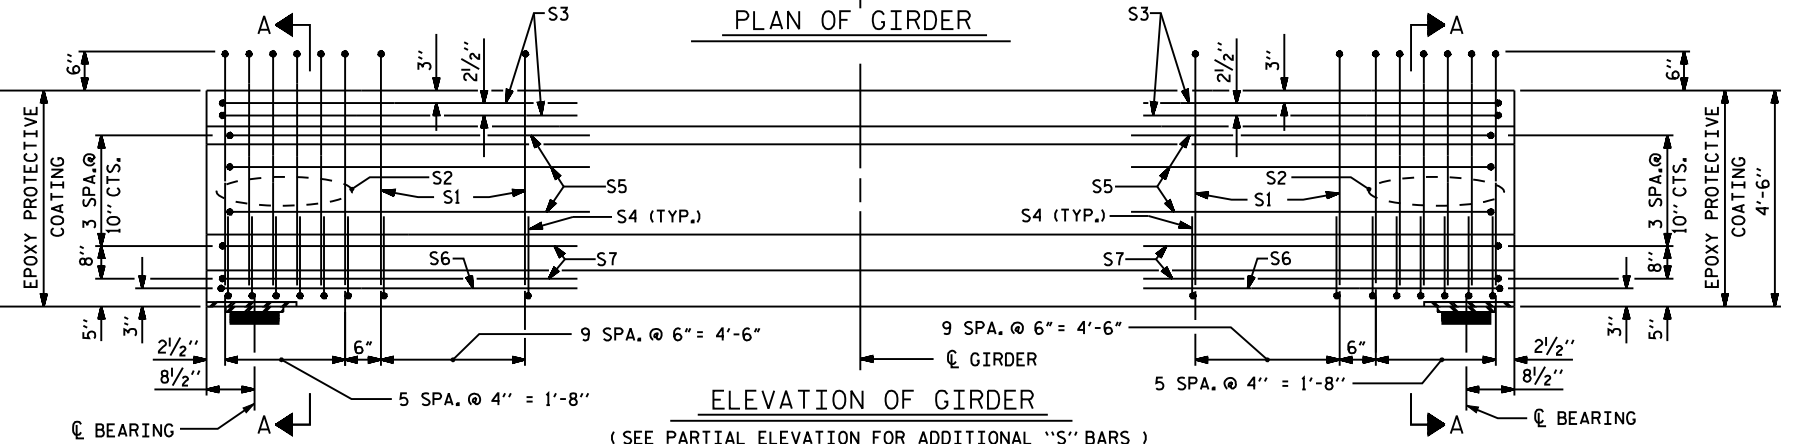 PLAN OF GIRDER
A
S3
S3
A
6"
3"
2½"
2½"
3"
6"
EPOXY PROTECTIVE COATING
3 SPA.@ 10" CTS.
S2
S1
S5
S4 (TYP.)
S5
S2
S1
S4 (TYP.)
3 SPA.@ 10" CTS.
EPOXY PROTECTIVE COATING
4'-6"
8"
S6
S7
S7
S6
8"
5"
3"
3"
5"
9 SPA. @ 6" = 4'-6"
9 SPA. @ 6" = 4'-6"
2½"
6"
℄ GIRDER
6"
2½"
8½"
5 SPA. @ 4" = 1'-8"
5 SPA. @ 4" = 1'-8"
8½"
℄ BEARING
A
ELEVATION OF GIRDER
A
℄ BEARING
( SEE PARTIAL ELEVATION FOR ADDITIONAL "S" BARS )